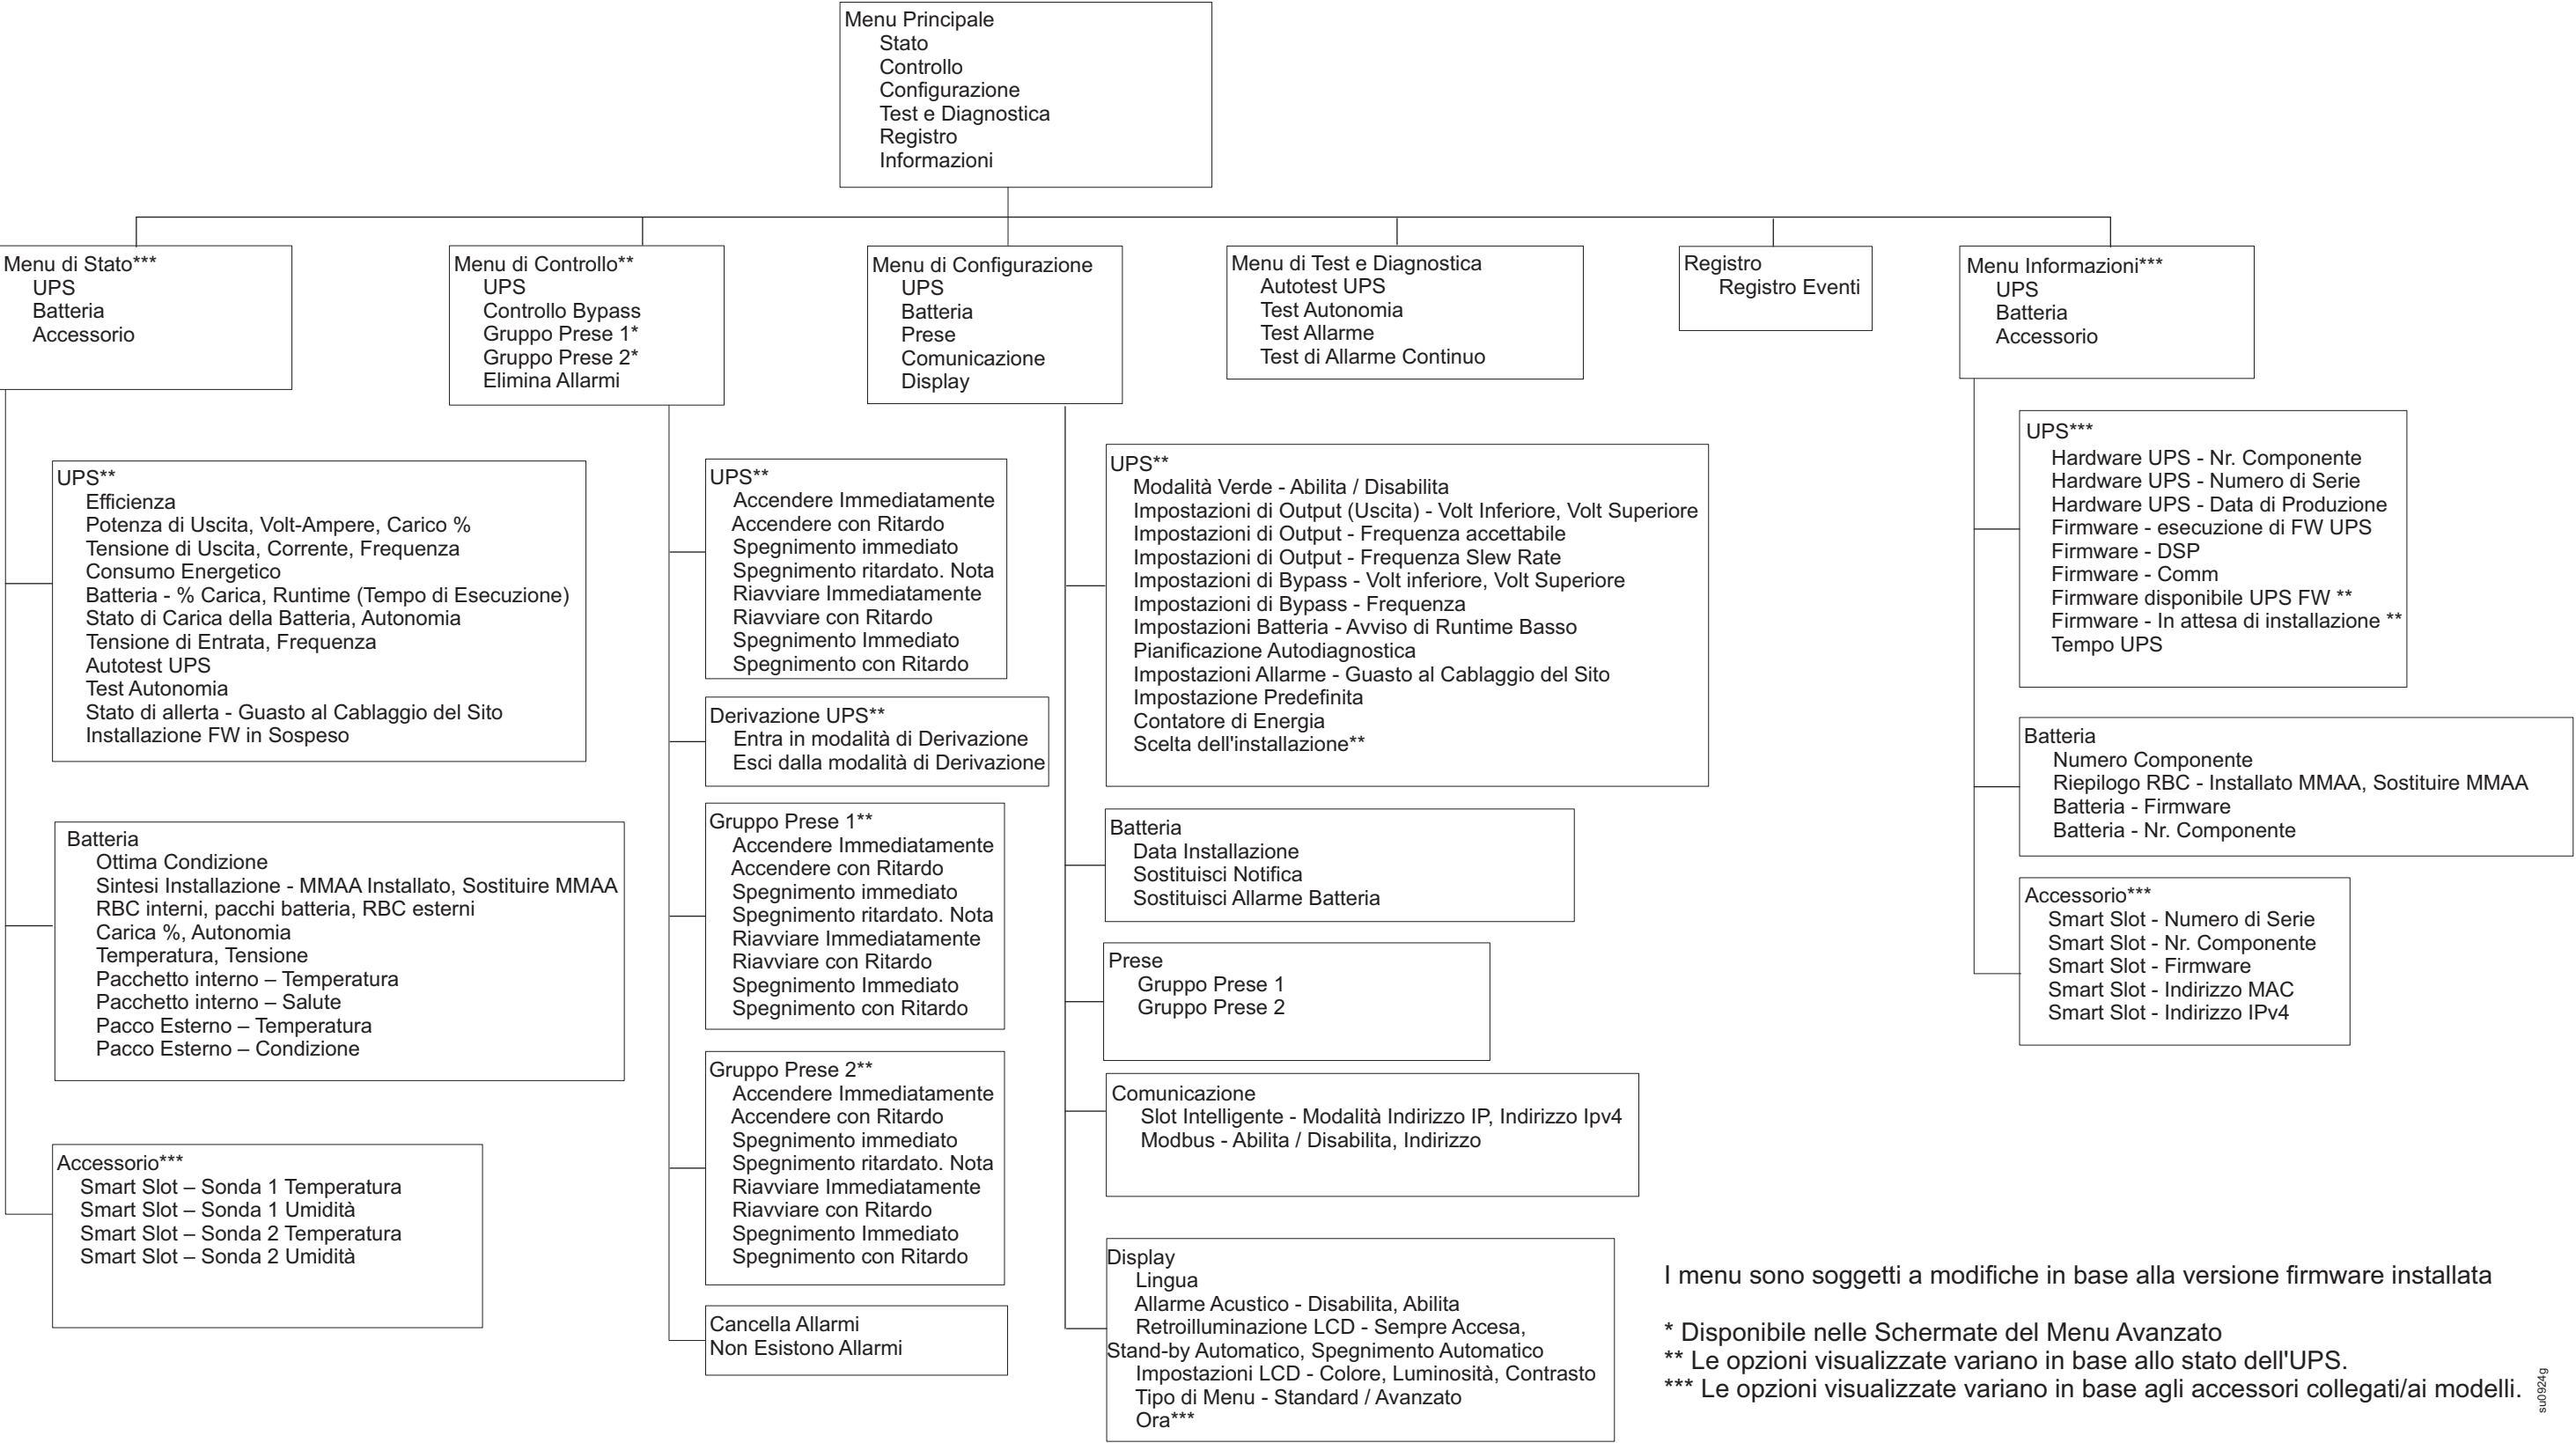 Menu Principale
Stato
Controllo
Configurazione
Test e Diagnostica
Registro
Informazioni
Menu di Stato***
UPS
Batteria
Accessorio
UPS**
Efficienza
Potenza di Uscita, Volt-Ampere, Carico %
Tensione di Uscita, Corrente, Frequenza
Consumo Energetico
Batteria - % Carica, Runtime (Tempo di Esecuzione)
Stato di Carica della Batteria, Autonomia
Tensione di Entrata, Frequenza
Autotest UPS
Test Autonomia
Stato di allerta - Guasto al Cablaggio del Sito
Installazione FW in Sospeso
Batteria
Ottima Condizione
Sintesi Installazione - MMAA Installato, Sostituire MMAA
RBC interni, pacchi batteria, RBC esterni
Carica %, Autonomia
Temperatura, Tensione
Pacchetto interno – Temperatura
Pacchetto interno – Salute
Pacco Esterno – Temperatura
Pacco Esterno – Condizione
Accessorio***
Smart Slot – Sonda 1 Temperatura
Smart Slot – Sonda 1 Umidità
Smart Slot – Sonda 2 Temperatura
Smart Slot – Sonda 2 Umidità
Menu di Controllo**
UPS
Controllo Bypass
Gruppo Prese 1*
Gruppo Prese 2*
Elimina Allarmi
UPS**
Accendere Immediatamente
Accendere con Ritardo
Spegnimento immediato
Spegnimento ritardato. Nota
Riavviare Immediatamente
Riavviare con Ritardo
Spegnimento Immediato
Spegnimento con Ritardo
Derivazione UPS**
Entra in modalità di Derivazione
Esci dalla modalità di Derivazione
Gruppo Prese 1**
Accendere Immediatamente
Accendere con Ritardo
Spegnimento immediato
Spegnimento ritardato. Nota
Riavviare Immediatamente
Riavviare con Ritardo
Spegnimento Immediato
Spegnimento con Ritardo
Gruppo Prese 2**
Accendere Immediatamente
Accendere con Ritardo
Spegnimento immediato
Spegnimento ritardato. Nota
Riavviare Immediatamente
Riavviare con Ritardo
Spegnimento Immediato
Spegnimento con Ritardo
Cancella Allarmi
Non Esistono Allarmi
Menu di Configurazione
UPS
Batteria
Prese
Comunicazione
Display
UPS**
Modalità Verde - Abilita / Disabilita
Impostazioni di Output (Uscita) - Volt Inferiore, Volt Superiore
Impostazioni di Output - Frequenza accettabile
Impostazioni di Output - Frequenza Slew Rate
Impostazioni di Bypass - Volt inferiore, Volt Superiore
Impostazioni di Bypass - Frequenza
Impostazioni Batteria - Avviso di Runtime Basso
Pianificazione Autodiagnostica
Impostazioni Allarme - Guasto al Cablaggio del Sito
Impostazione Predefinita
Contatore di Energia
Scelta dell'installazione**
Batteria
Data Installazione
Sostituisci Notifica
Sostituisci Allarme Batteria
Prese
Gruppo Prese 1
Gruppo Prese 2
Comunicazione
Slot Intelligente - Modalità Indirizzo IP, Indirizzo Ipv4
Modbus - Abilita / Disabilita, Indirizzo
Display
Lingua
Allarme Acustico - Disabilita, Abilita
Retroilluminazione LCD - Sempre Accesa,
Stand-by Automatico, Spegnimento Automatico
Impostazioni LCD - Colore, Luminosità, Contrasto
Tipo di Menu - Standard / Avanzato
Ora***
Menu di Test e Diagnostica
Autotest UPS
Test Autonomia
Test Allarme
Test di Allarme Continuo
Registro
Registro Eventi
Menu Informazioni***
UPS
Batteria
Accessorio
UPS***
Hardware UPS - Nr. Componente
Hardware UPS - Numero di Serie
Hardware UPS - Data di Produzione
Firmware - esecuzione di FW UPS
Firmware - DSP
Firmware - Comm
Firmware disponibile UPS FW **
Firmware - In attesa di installazione **
Tempo UPS
Batteria
Numero Componente
Riepilogo RBC - Installato MMAA, Sostituire MMAA
Batteria - Firmware
Batteria - Nr. Componente
Accessorio***
Smart Slot - Numero di Serie
Smart Slot - Nr. Componente
Smart Slot - Firmware
Smart Slot - Indirizzo MAC
Smart Slot - Indirizzo IPv4
I menu sono soggetti a modifiche in base alla versione firmware installata
* Disponibile nelle Schermate del Menu Avanzato
** Le opzioni visualizzate variano in base allo stato dell'UPS.
*** Le opzioni visualizzate variano in base agli accessori collegati/ai modelli.
su0924g